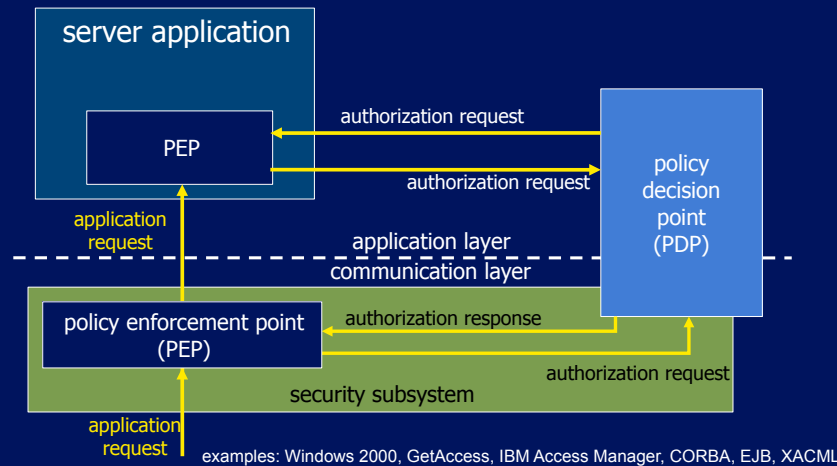 server application
authorization request
PEP
authorization request
policy
decision
point
(PDP)
application
request
application layer
communication layer
policy enforcement point
(PEP)
authorization response
authorization request
security subsystem
application
request
examples: Windows 2000, GetAccess, IBM Access Manager, CORBA, EJB, XACML